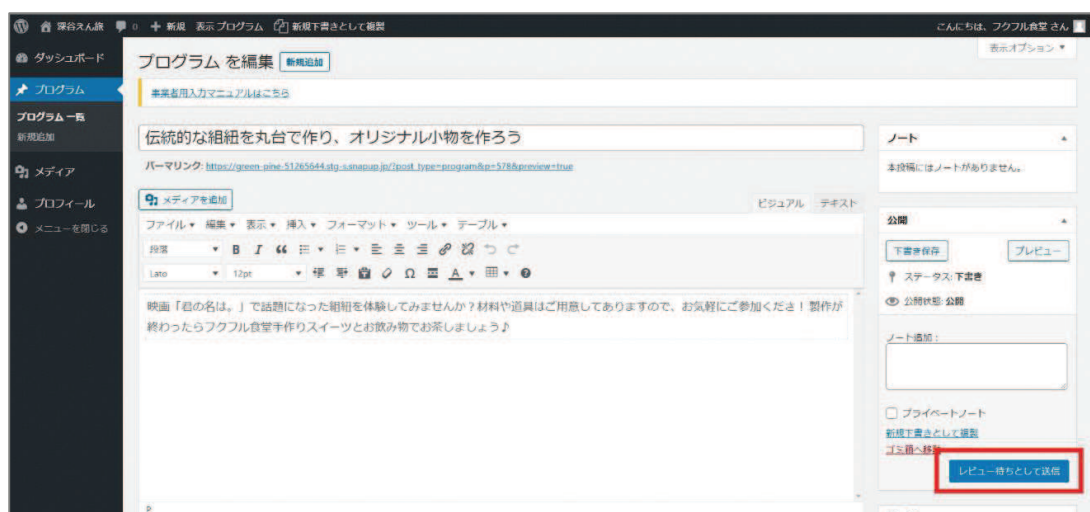 深谷えん旅 0 + 新規 表示 プログラム 新規下書きとして複製 こんにちは、フクフル食堂 さん
ダッシュボード
プログラム
プログラム一覧
新規追加
メディア
プロフィール
メニューを閉じる
表示オプション ▼
プログラム を編集 新規追加
事業者用入力マニュアルはこちら
伝統的な組紐を丸台で作り、オリジナル小物を作ろう
パーマリンク: https://green-pine-51265644.stg-s.snapup.jp/?post_type=program&p=578&preview=true
メディアを追加
ビジュアル テキスト
ファイル ▼ 編集 ▼ 表示 ▼ 挿入 ▼ フォーマット ▼ ツール ▼ テーブル ▼
段落 ▼ B I
Lato ▼ 12pt ▼ Ω A ▼
映画「君の名は。」で話題になった組紐を体験してみませんか？材料や道具はご用意してありますので、お気軽にご参加くださ！製作が
終わったらフクフル食堂手作りスイーツとお飲み物でお茶しましょう♪
p
ノート
本投稿にはノートがありません。
公開
下書き保存 プレビュー
ステータス: 下書き
公開状態: 公開
ノート追加 :
プライベートノート
新規下書きとして複製
ゴミ箱へ移動
レビュー待ちとして送信